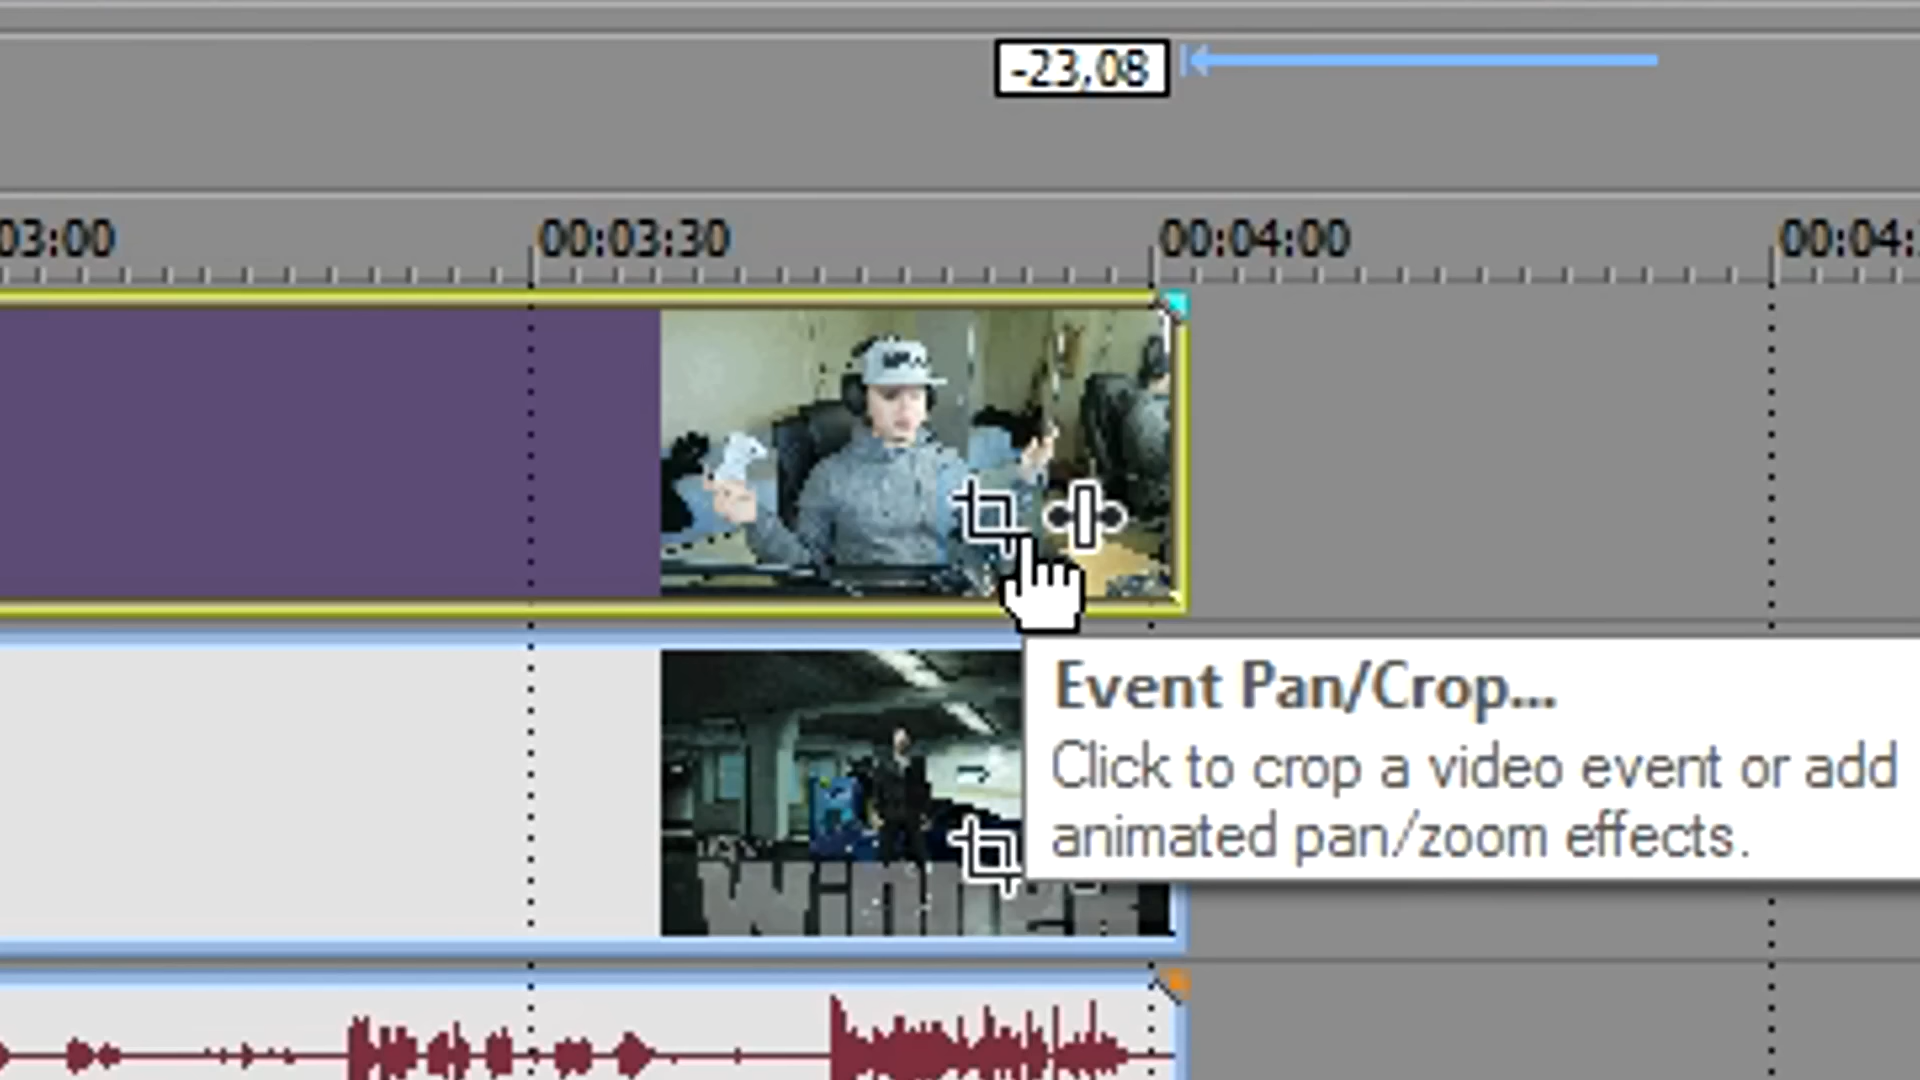 -23,08
03:00 00:03:30 00:04:00 00:04:
Event Pan/Crop...
Click to crop a video event or add
animated pan/zoom effects.